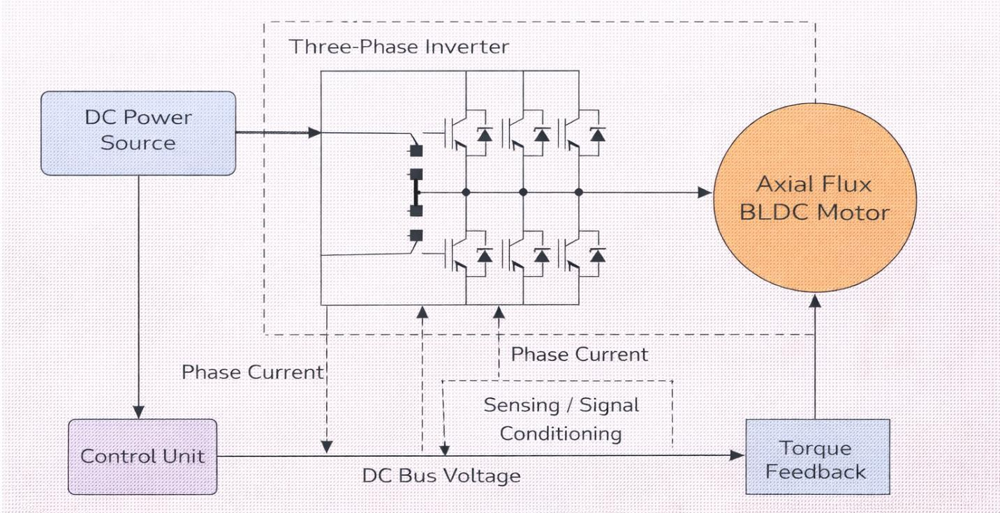 Three-Phase Inverter
DC Power
Source
Axial Flux
BLDC Motor
Phase Current
Phase Current
Sensing / Signal
Conditioning
Control Unit
DC Bus Voltage
Torque
Feedback